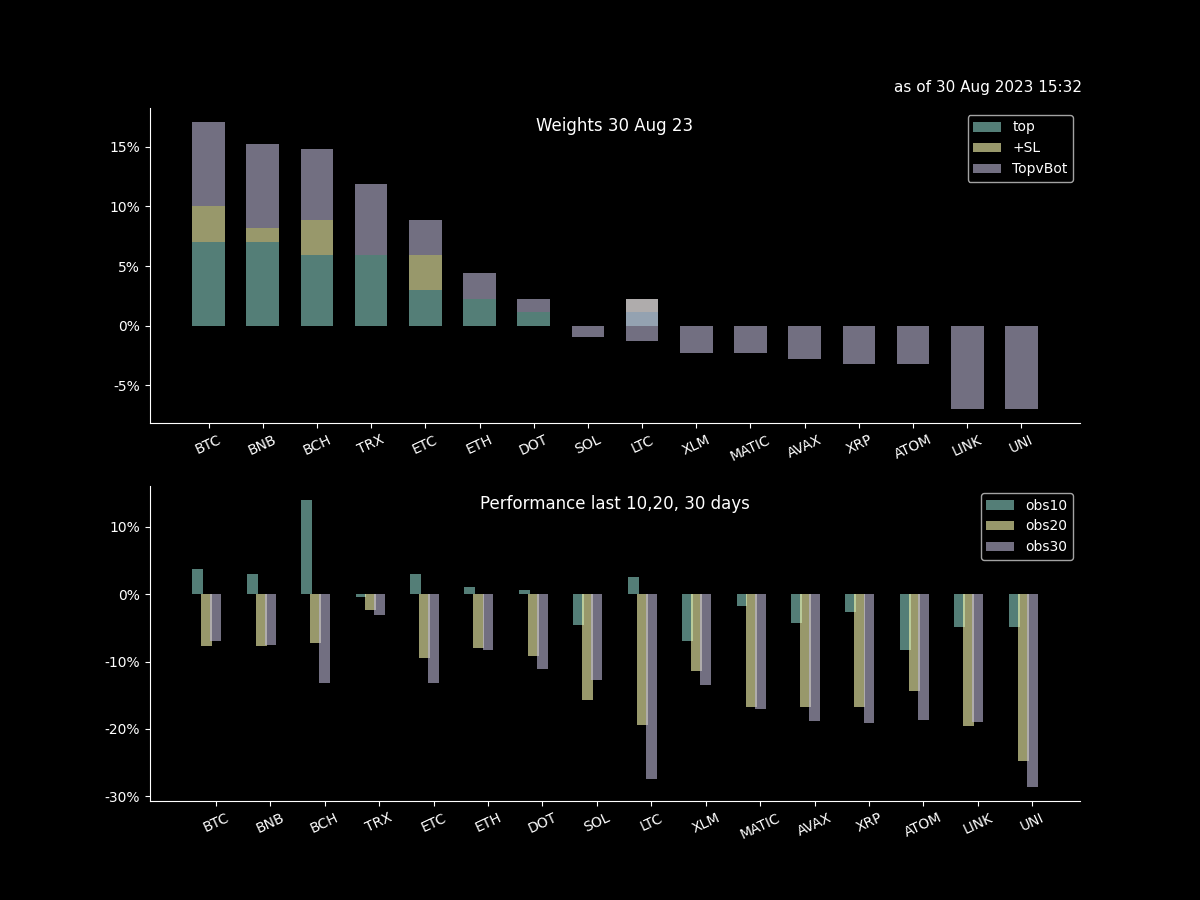 as of 30 Aug 2023 15:32
Weights 30 Aug 23
top
+SL
TopvBot
15%
10%
5%
0%
-5%
BTC BNB BCH TRX ETC ETH DOT SOL LTC XLM MATIC AVAX XRP ATOM LINK UNI
Performance last 10,20, 30 days
obs10
obs20
obs30
10%
0%
-10%
-20%
-30%
BTC BNB BCH TRX ETC ETH DOT SOL LTC XLM MATIC AVAX XRP ATOM LINK UNI